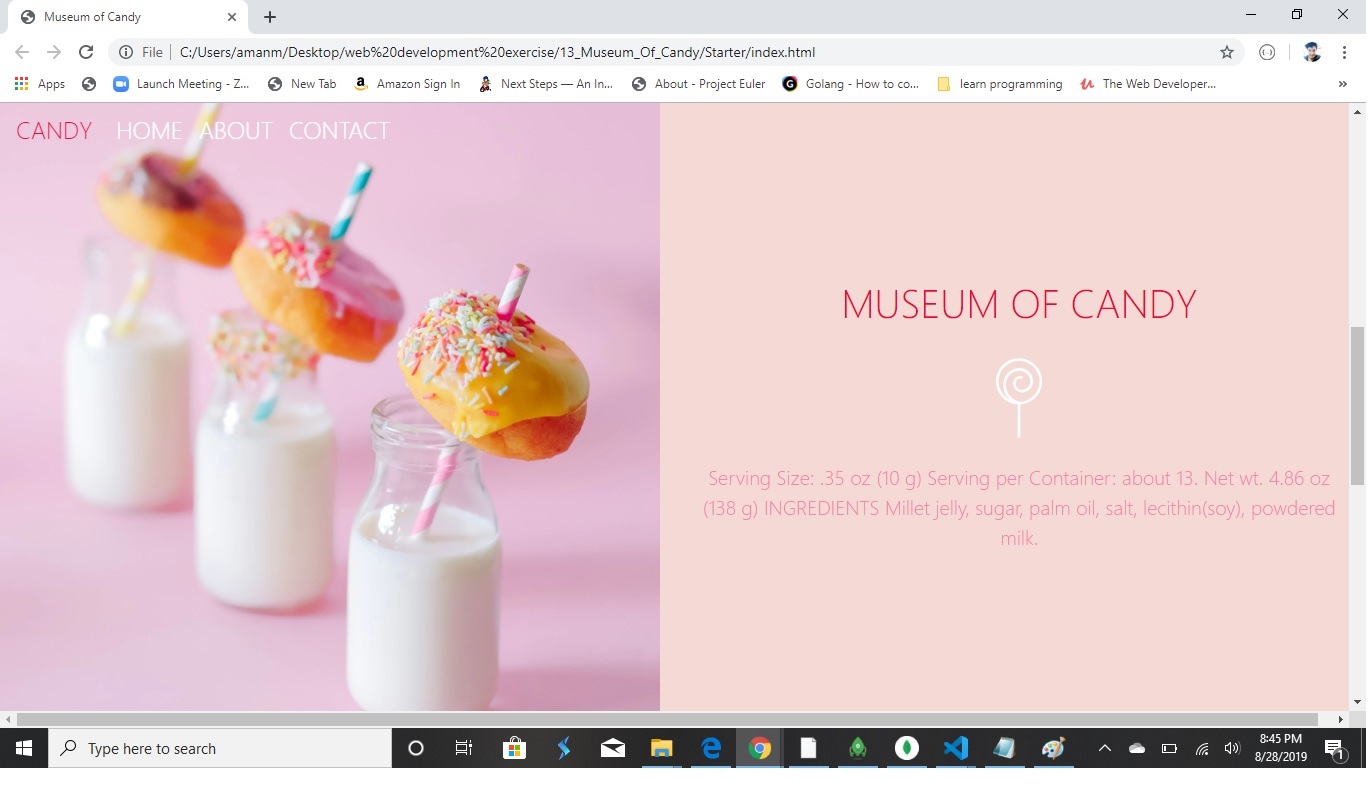 Museum of Candy
File C:/Users/amanm/Desktop/web%20development%20exercise/13_Museum_Of_Candy/Starter/index.html
Apps Launch Meeting - Z... New Tab Amazon Sign In Next Steps — An In... About - Project Euler Golang - How to co... learn programming The Web Developer...
CANDY HOME ABOUT CONTACT
MUSEUM OF CANDY
Serving Size: .35 oz (10 g) Serving per Container: about 13. Net wt. 4.86 oz
(138 g) INGREDIENTS Millet jelly, sugar, palm oil, salt, lecithin(soy), powdered
milk.
Type here to search
8:45 PM
8/28/2019
1